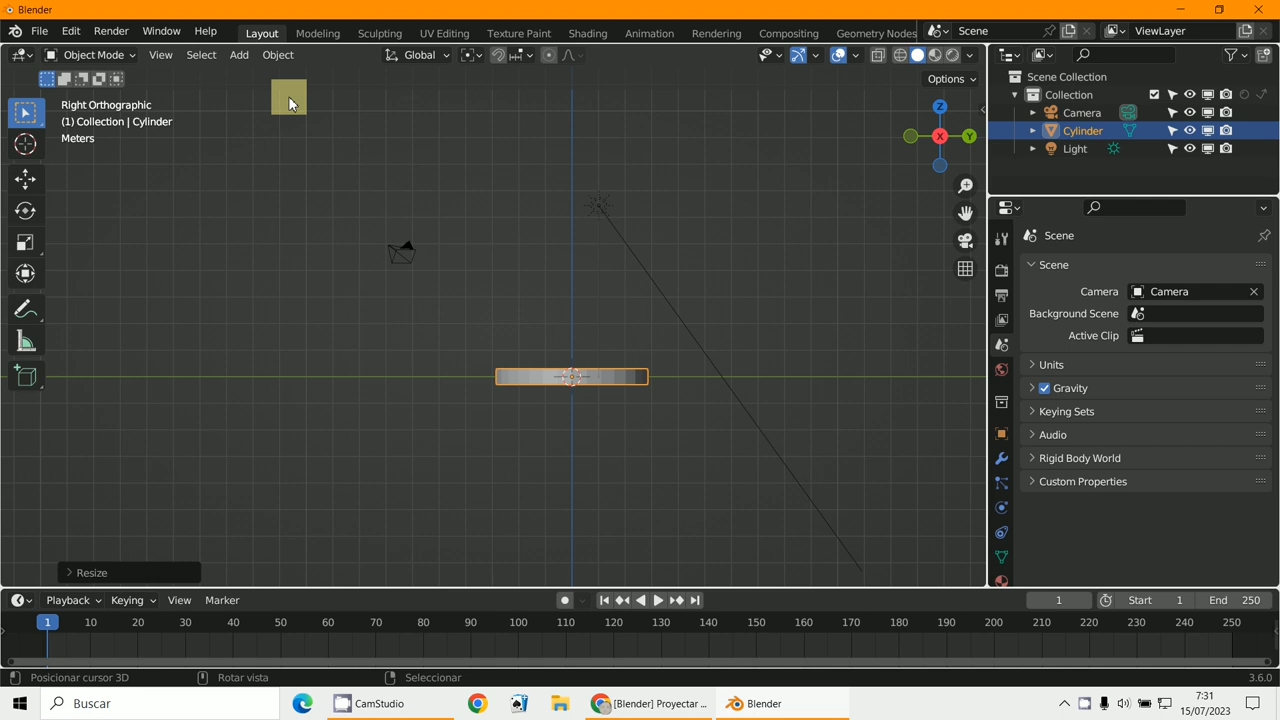 Blender
File Edit Render Window Help Layout Modeling Sculpting UV Editing Texture Paint Shading Animation Rendering Compositing Geometry Nodes Scene ViewLayer
Object Mode View Select Add Object Global
Options
Right Orthographic
(1) Collection | Cylinder
Meters
Z
X
Y
Scene Collection
Collection
Camera
Cylinder
Light
Scene
Scene
Camera Camera
Background Scene
Active Clip
Units
Gravity
Keying Sets
Audio
Rigid Body World
Custom Properties
Resize
Playback Keying View Marker 1 Start 1 End 250
1 10 20 30 40 50 60 70 80 90 100 110 120 130 140 150 160 170 180 190 200 210 220 230 240 250
Posicionar cursor 3D Rotar vista Seleccionar 3.6.0
Buscar CamStudio [Blender] Proyectar ... Blender
7:31
15/07/2023